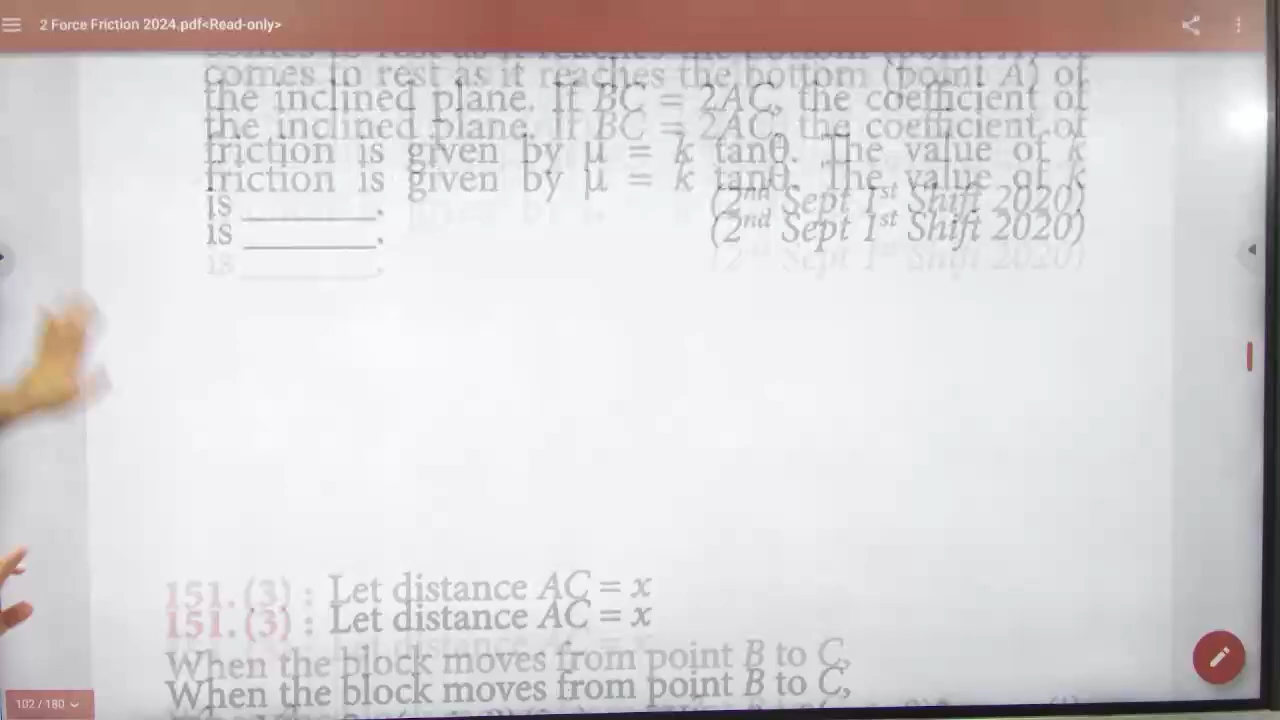 2 Force Friction 2024.pdf<Read-only>
comes to rest as it reaches the bottom (point A) of
the inclined plane. If BC = 2AC, the coefficient of
friction is given by μ = k tanθ. The value of k
is ________. (2nd Sept 1st Shift 2020)
151. (3) : Let distance AC = x
When the block moves from point B to C,
102 / 180